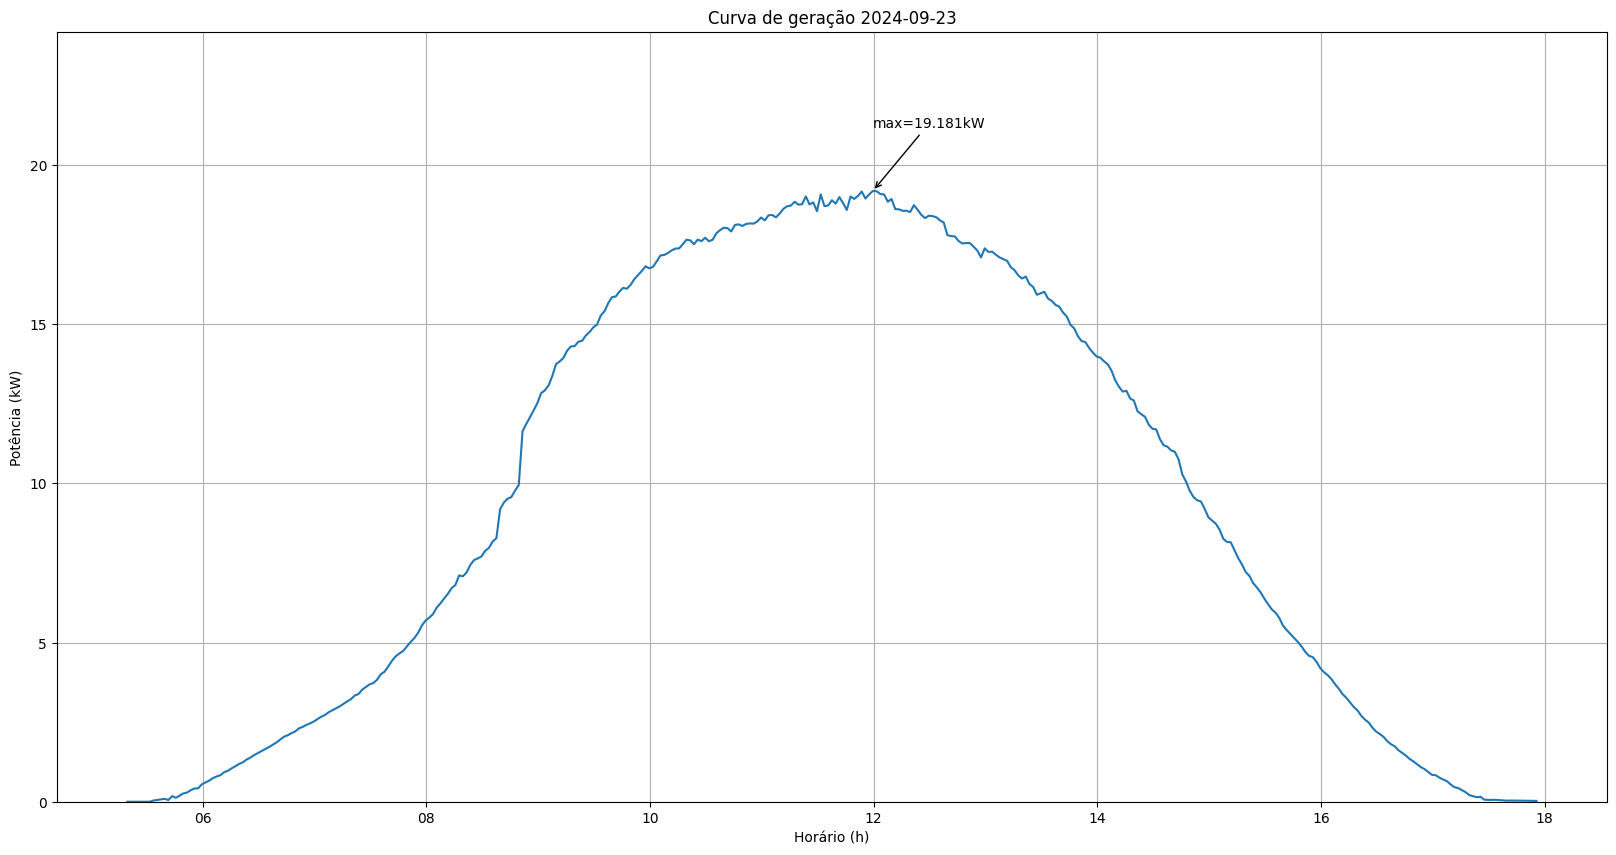 Curva de geração 2024-09-23
max=19.181kW
Potência (kW)
20
15
10
5
0
06 08 10 12 14 16 18
Horário (h)